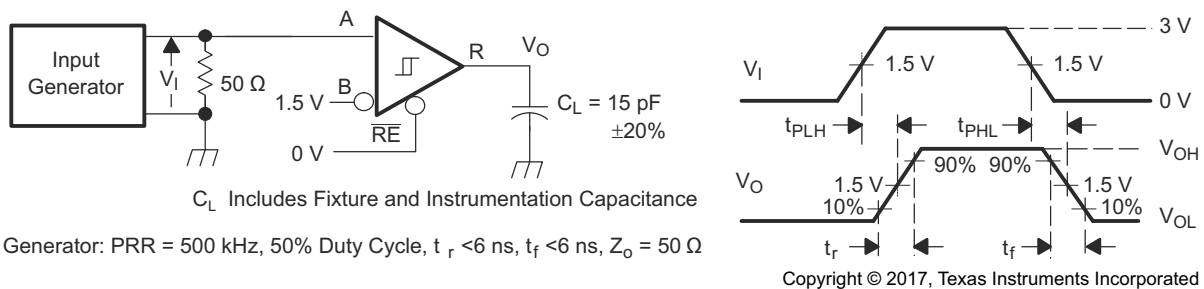 Input
Generator
V_I
50 Ω
A
B
1.5 V
R̅E̅
0 V
R
V_O
C_L = 15 pF
±20%
C_L Includes Fixture and Instrumentation Capacitance
Generator: PRR = 500 kHz, 50% Duty Cycle, t_r <6 ns, t_f <6 ns, Z_o = 50 Ω
3 V
V_I
1.5 V
1.5 V
0 V
t_PLH
t_PHL
V_OH
90%
90%
V_O
1.5 V
1.5 V
10%
10%
V_OL
t_r
t_f
Copyright © 2017, Texas Instruments Incorporated